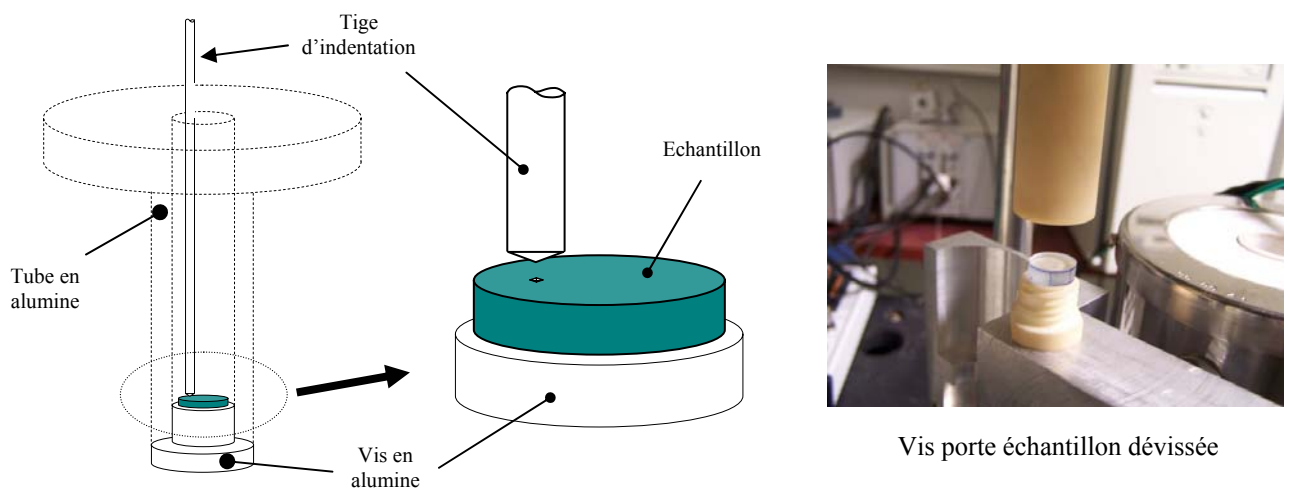 Tige
d'indentation
Echantillon
Tube en
alumine
Vis en
alumine
Vis porte échantillon dévissée